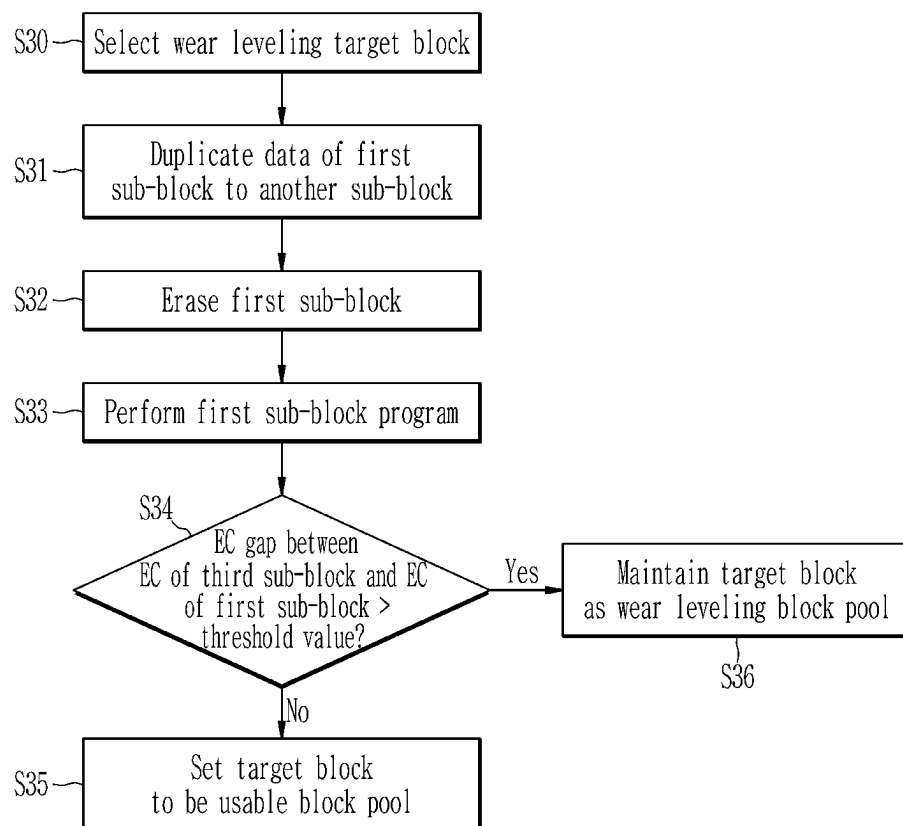 S30
Select wear leveling target block
S31
Duplicate data of first
sub-block to another sub-block
S32
Erase first sub-block
S33
Perform first sub-block program
S34
EC gap between
EC of third sub-block and EC
of first sub-block >
threshold value?
Yes
Maintain target block
as wear leveling block pool
S36
No
S35
Set target block
to be usable block pool